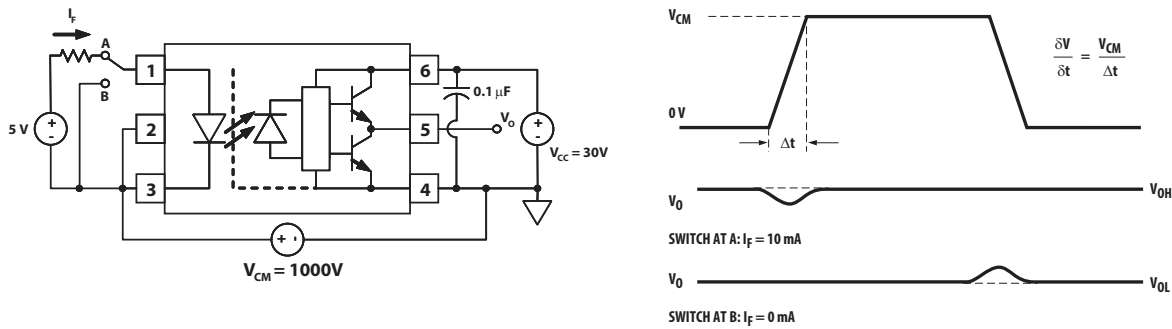 I_F
A
B
5 V
+
-
1
2
3
6
5
4
0.1 µF
V_O
+
-
V_CC = 30V
+ -
V_CM = 1000V
V_CM
0 V
Δt
δV / δt = V_CM / Δt
V_O
V_OH
SWITCH AT A: I_F = 10 mA
V_O
V_OL
SWITCH AT B: I_F = 0 mA